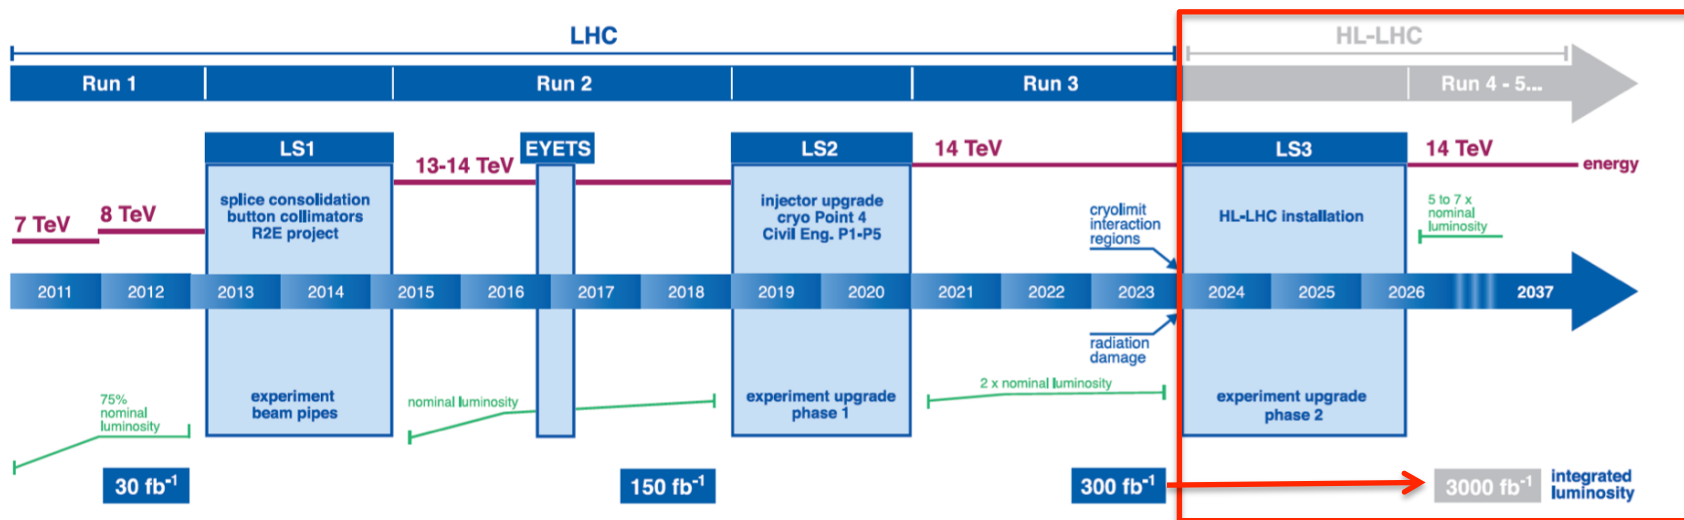 LHC
HL-LHC
Run 1
Run 2
Run 3
Run 4 - 5...
LS1
EYETS
LS2
LS3
7 TeV
8 TeV
13-14 TeV
14 TeV
14 TeV
energy
splice consolidation
button collimators
R2E project
injector upgrade
cryo Point 4
Civil Eng. P1-P5
cryolimit
interaction
regions
HL-LHC installation
5 to 7 x
nominal
luminosity
2011
2012
2013
2014
2015
2016
2017
2018
2019
2020
2021
2022
2023
2024
2025
2026
2037
radiation
damage
75%
nominal
luminosity
experiment
beam pipes
nominal luminosity
experiment upgrade
phase 1
2 x nominal luminosity
experiment upgrade
phase 2
30 fb⁻¹
150 fb⁻¹
300 fb⁻¹
3000 fb⁻¹
integrated
luminosity